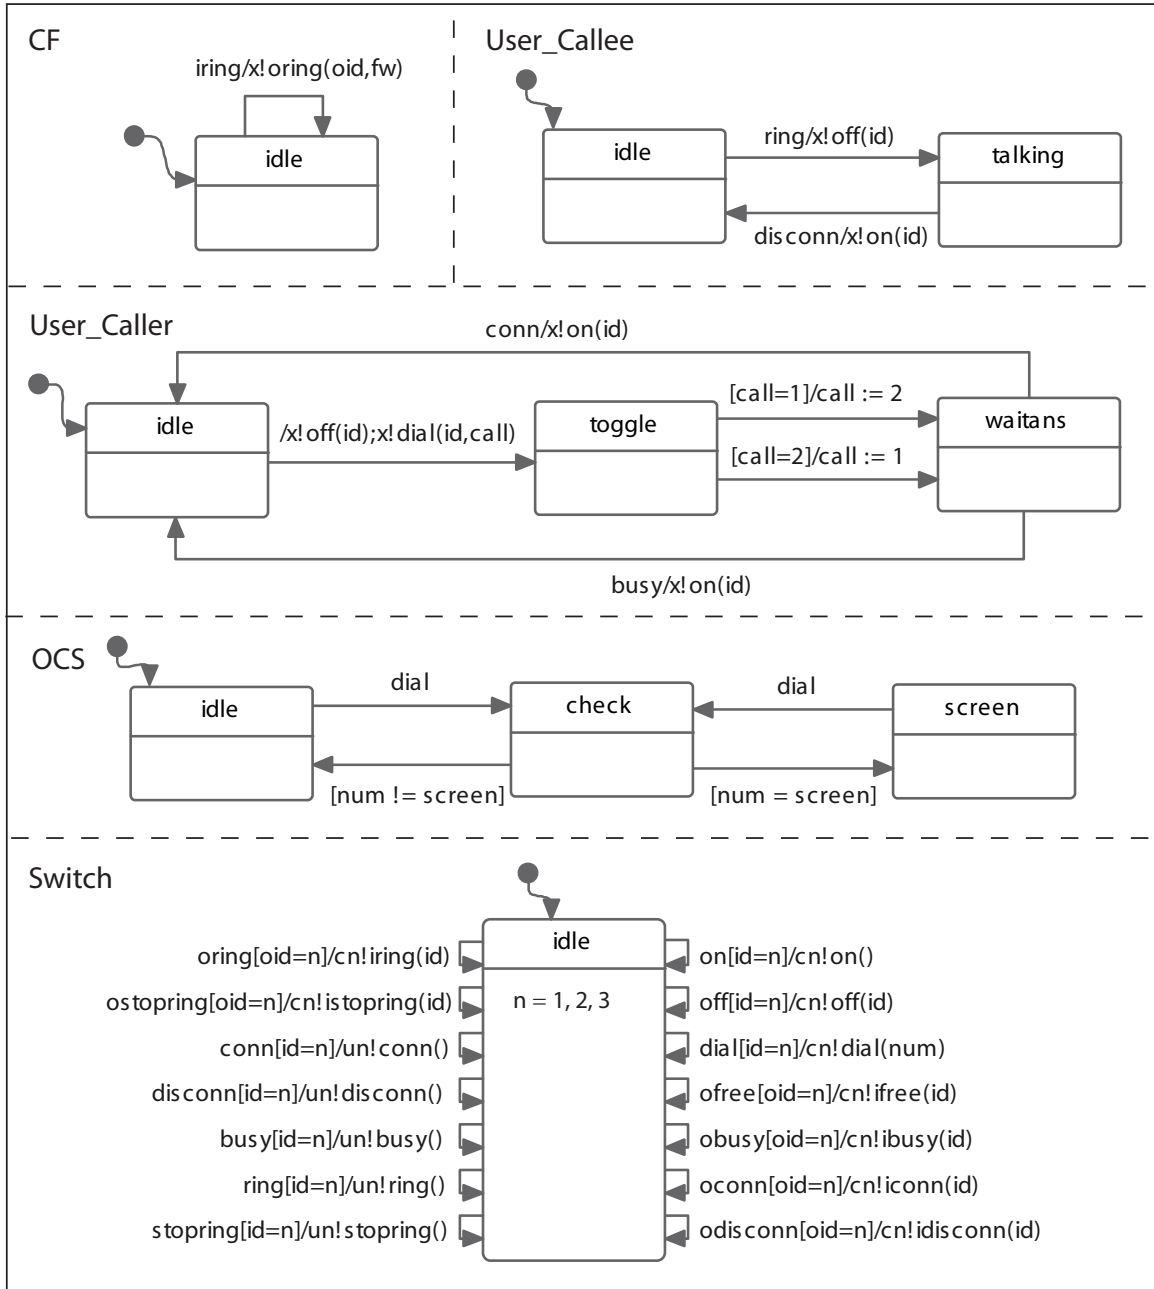 CF
iring/x!oring(oid,fw)
idle
User_Callee
idle
ring/x!off(id)
talking
disconn/x!on(id)
User_Caller
conn/x!on(id)
idle
/x!off(id);x!dial(id,call)
toggle
[call=1]/call := 2
[call=2]/call := 1
waitans
busy/x!on(id)
OCS
idle
dial
check
dial
screen
[num != screen]
[num = screen]
Switch
idle
n = 1, 2, 3
oring[oid=n]/cn!iring(id)
ostopring[oid=n]/cn!istopring(id)
conn[id=n]/un!conn()
disconn[id=n]/un!disconn()
busy[id=n]/un!busy()
ring[id=n]/un!ring()
stopring[id=n]/un!stopring()
on[id=n]/cn!on()
off[id=n]/cn!off(id)
dial[id=n]/cn!dial(num)
ofree[oid=n]/cn!ifree(id)
obusy[oid=n]/cn!ibusy(id)
oconn[oid=n]/cn!iconn(id)
odisconn[oid=n]/cn!idisconn(id)